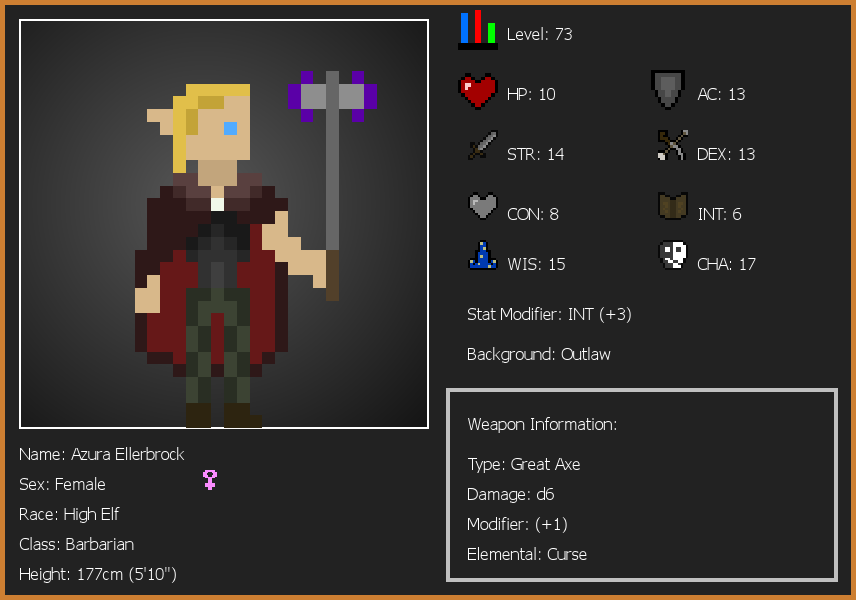 Level: 73
HP: 10
AC: 13
STR: 14
DEX: 13
CON: 8
INT: 6
WIS: 15
CHA: 17
Stat Modifier: INT (+3)
Background: Outlaw
Weapon Information:
Type: Great Axe
Damage: d6
Modifier: (+1)
Elemental: Curse
Name: Azura Ellerbrock
Sex: Female
Race: High Elf
Class: Barbarian
Height: 177cm (5'10")